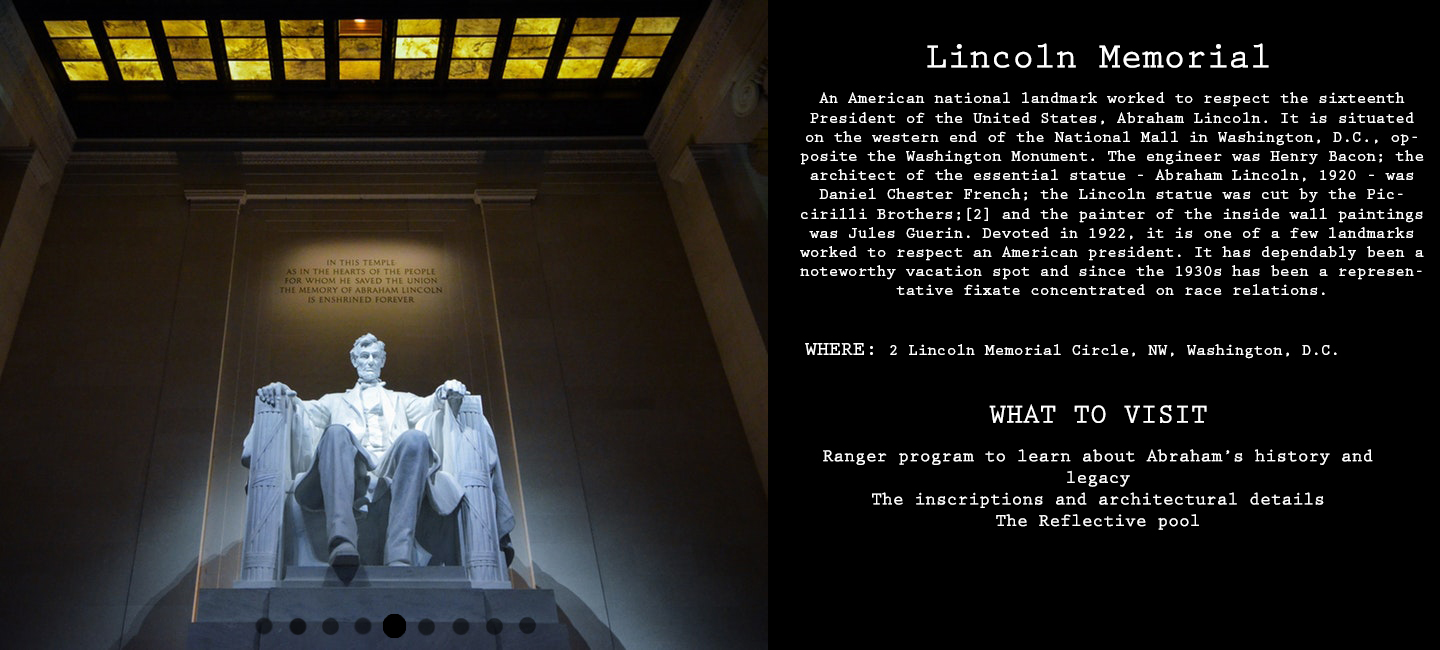 IN THIS TEMPLE
AS IN THE HEARTS OF THE PEOPLE
FOR WHOM HE SAVED THE UNION
THE MEMORY OF ABRAHAM LINCOLN
IS ENSHRINED FOREVER
Lincoln Memorial
An American national landmark worked to respect the sixteenth
President of the United States, Abraham Lincoln. It is situated
on the western end of the National Mall in Washington, D.C., op-
posite the Washington Monument. The engineer was Henry Bacon; the
architect of the essential statue - Abraham Lincoln, 1920 - was
Daniel Chester French; the Lincoln statue was cut by the Pic-
cirilli Brothers;[2] and the painter of the inside wall paintings
was Jules Guerin. Devoted in 1922, it is one of a few landmarks
worked to respect an American president. It has dependably been a
noteworthy vacation spot and since the 1930s has been a represen-
tative fixate concentrated on race relations.
WHERE: 2 Lincoln Memorial Circle, NW, Washington, D.C.
WHAT TO VISIT
Ranger program to learn about Abraham's history and
legacy
The inscriptions and architectural details
The Reflective pool